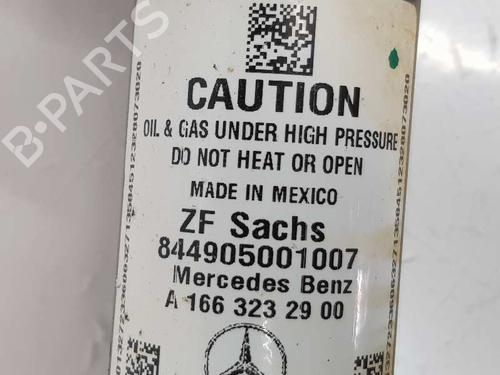 B-PARTS
CAUTION
OIL & GAS UNDER HIGH PRESSURE
DO NOT HEAT OR OPEN
MADE IN MEXICO
ZF Sachs
844905001007
Mercedes Benz
A 166 323 29 00